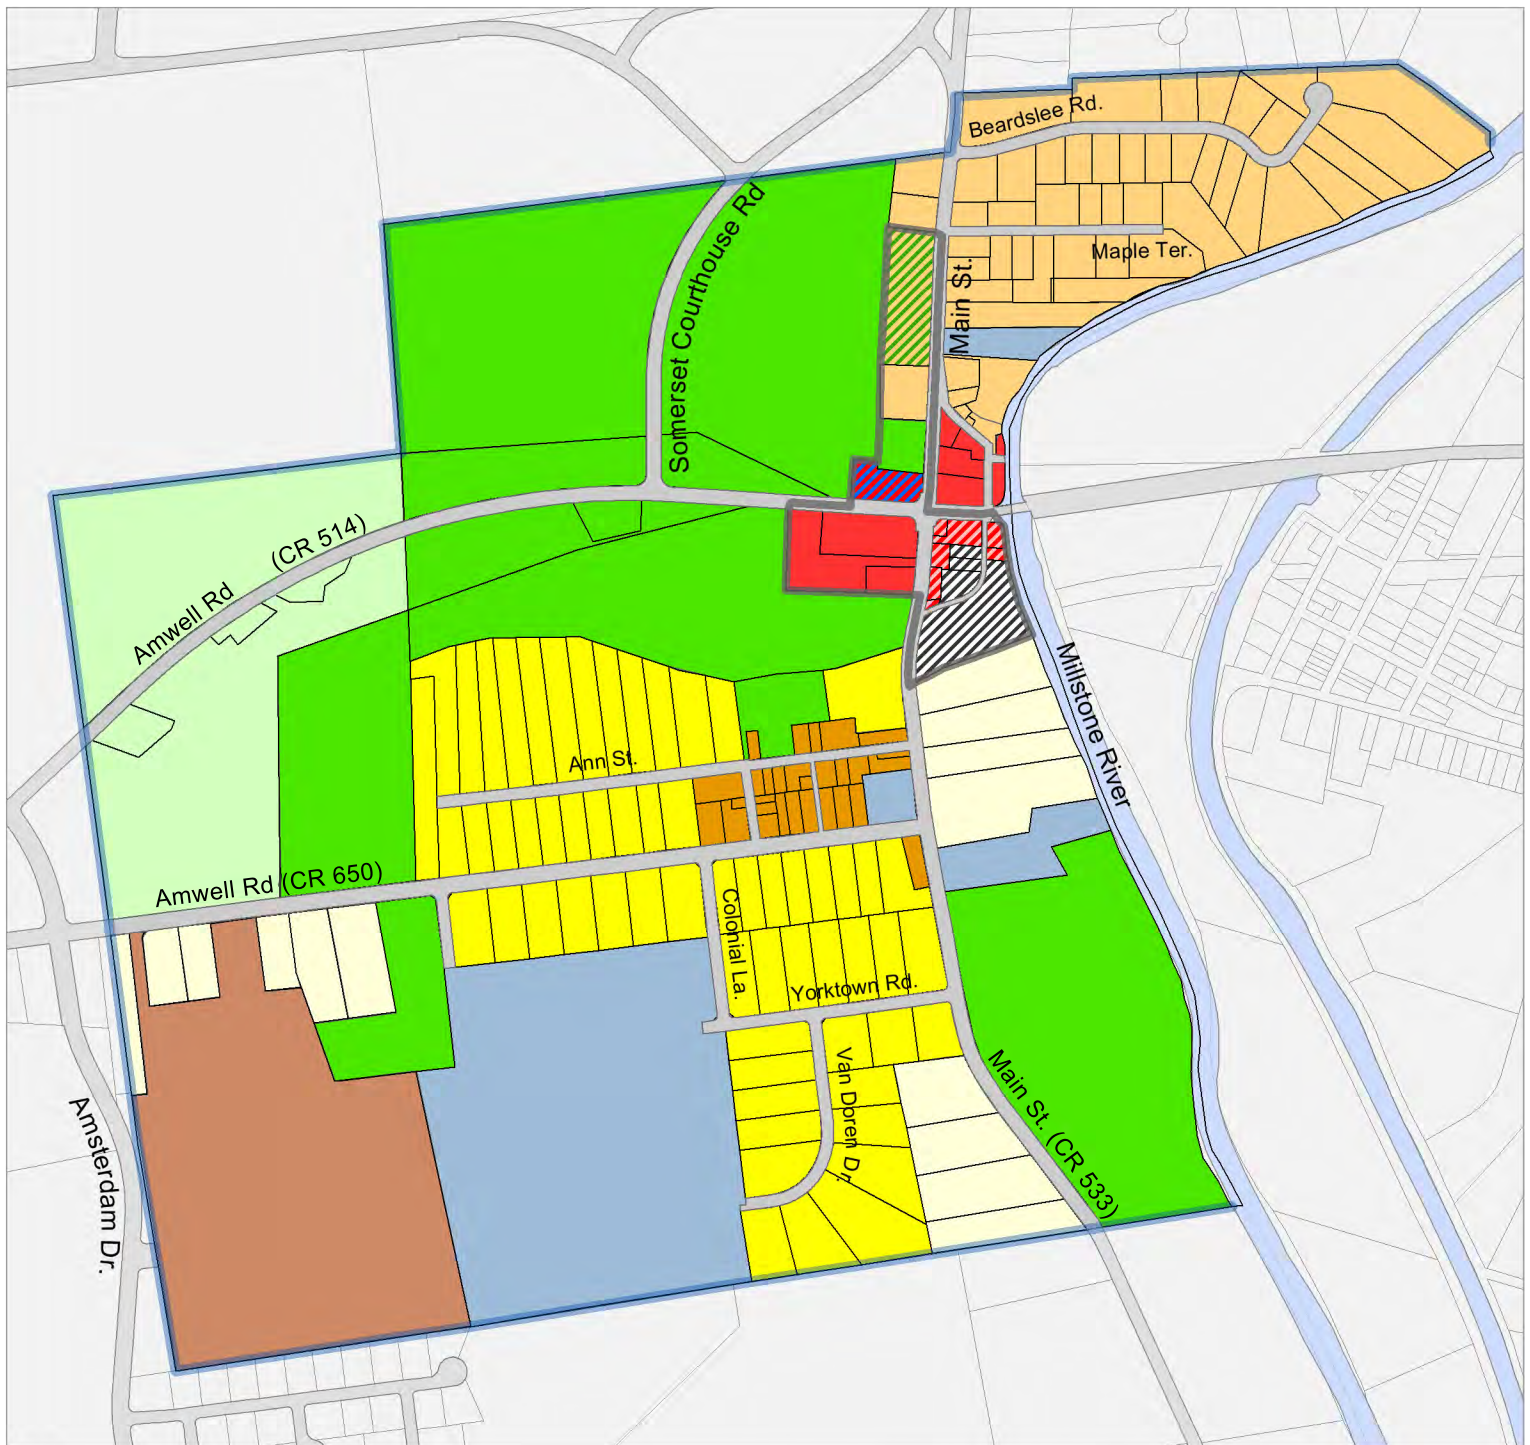 Beardslee Rd.
Somerset Courthouse Rd
Maple Ter.
Main St.
(CR 514)
Amwell Rd
Millstone River
Ann St.
Amwell Rd (CR 650)
Colonial La.
Yorktown Rd.
Van Doren Dr.
Main St. (CR 533)
Amsterdam Dr.